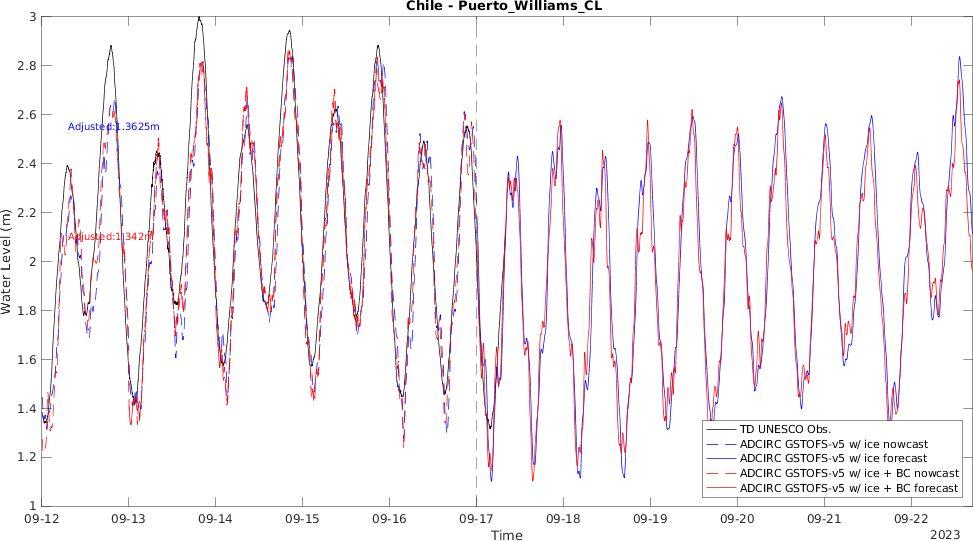 Chile - Puerto_Williams_CL
3
2.8
2.6
2.4
2.2
2
1.8
1.6
1.4
1.2
1
Water Level (m)
Adjusted:1.3625m
Adjusted:1.342m
TD UNESCO Obs.
ADCIRC GSTOFS-v5 w/ ice nowcast
ADCIRC GSTOFS-v5 w/ ice forecast
ADCIRC GSTOFS-v5 w/ ice + BC nowcast
ADCIRC GSTOFS-v5 w/ ice + BC forecast
09-12 09-13 09-14 09-15 09-16 09-17 09-18 09-19 09-20 09-21 09-22
Time
2023